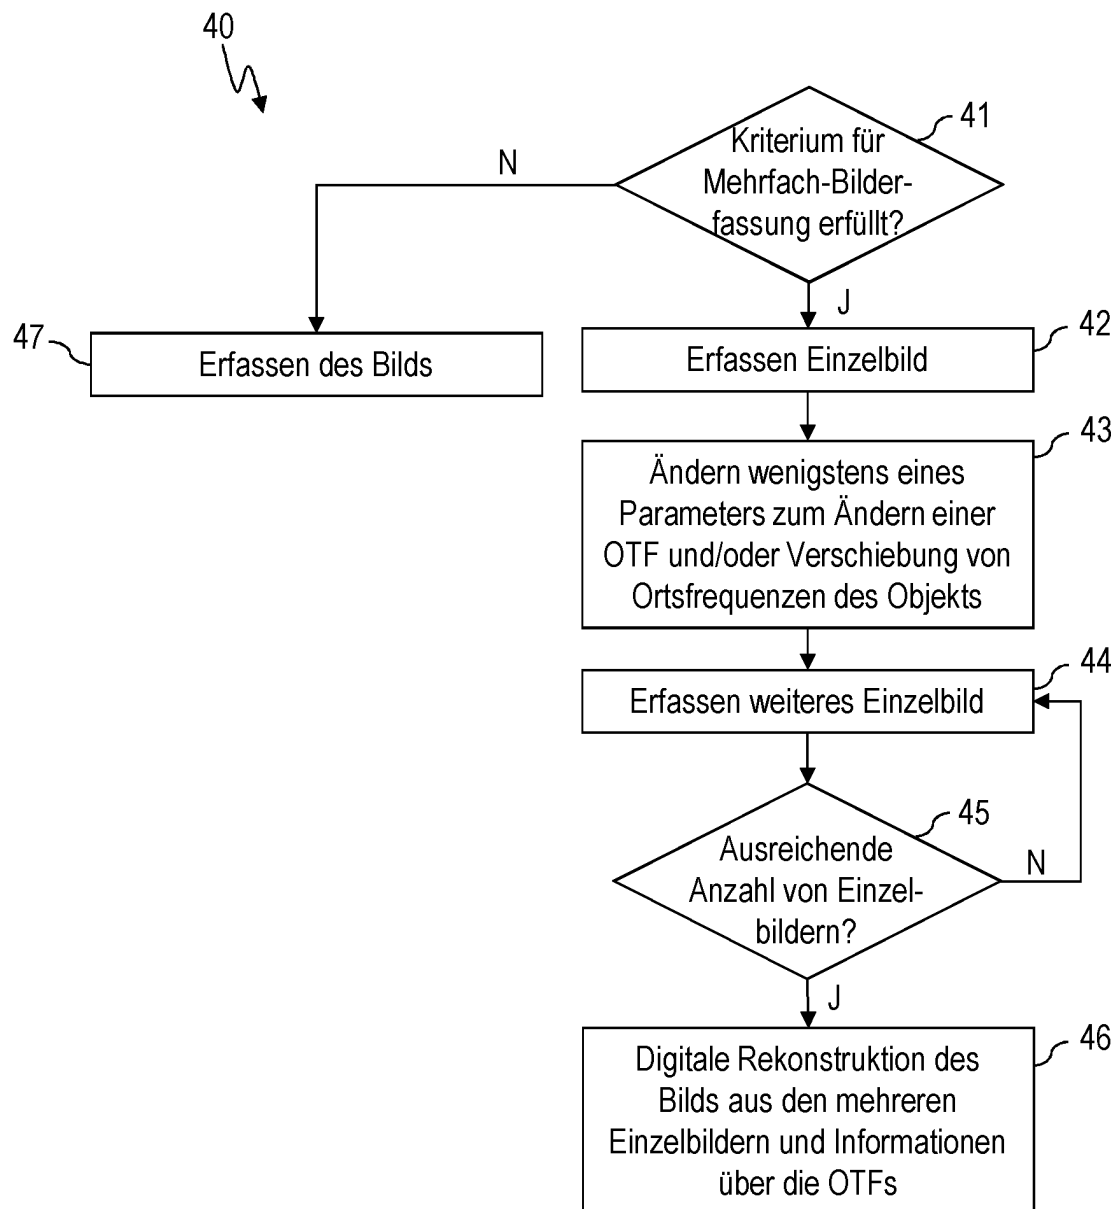 40
41
Kriterium für
Mehrfach-Bilder-
fassung erfüllt?
N
J
47
Erfassen des Bilds
42
Erfassen Einzelbild
43
Ändern wenigstens eines
Parameters zum Ändern einer
OTF und/oder Verschiebung von
Ortsfrequenzen des Objekts
44
Erfassen weiteres Einzelbild
45
Ausreichende
Anzahl von Einzel-
bildern?
N
J
46
Digitale Rekonstruktion des
Bilds aus den mehreren
Einzelbildern und Informationen
über die OTFs